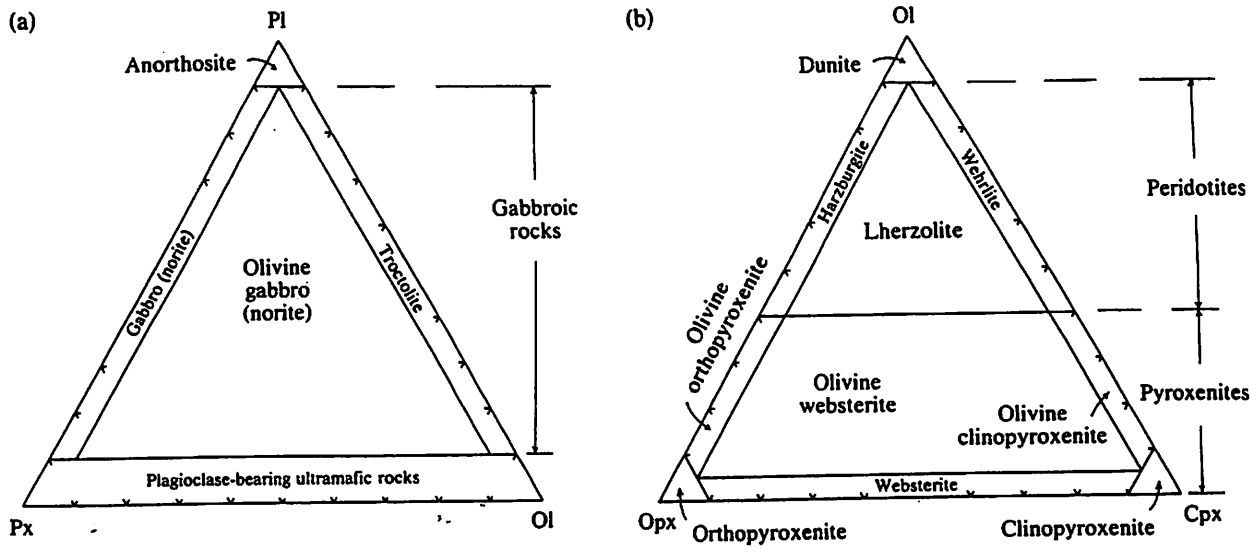 (a)
Pl
Anorthosite
Gabbroic
rocks
Gabbro (norite)
Olivine
gabbro
(norite)
Troctolite
Plagioclase-bearing ultramafic rocks
Px
Ol
(b)
Ol
Dunite
Harzburgite
Wehrlite
Peridotites
Lherzolite
Olivine
orthopyroxenite
Olivine
websterite
Olivine
clinopyroxenite
Pyroxenites
Websterite
Opx
Orthopyroxenite
Clinopyroxenite
Cpx